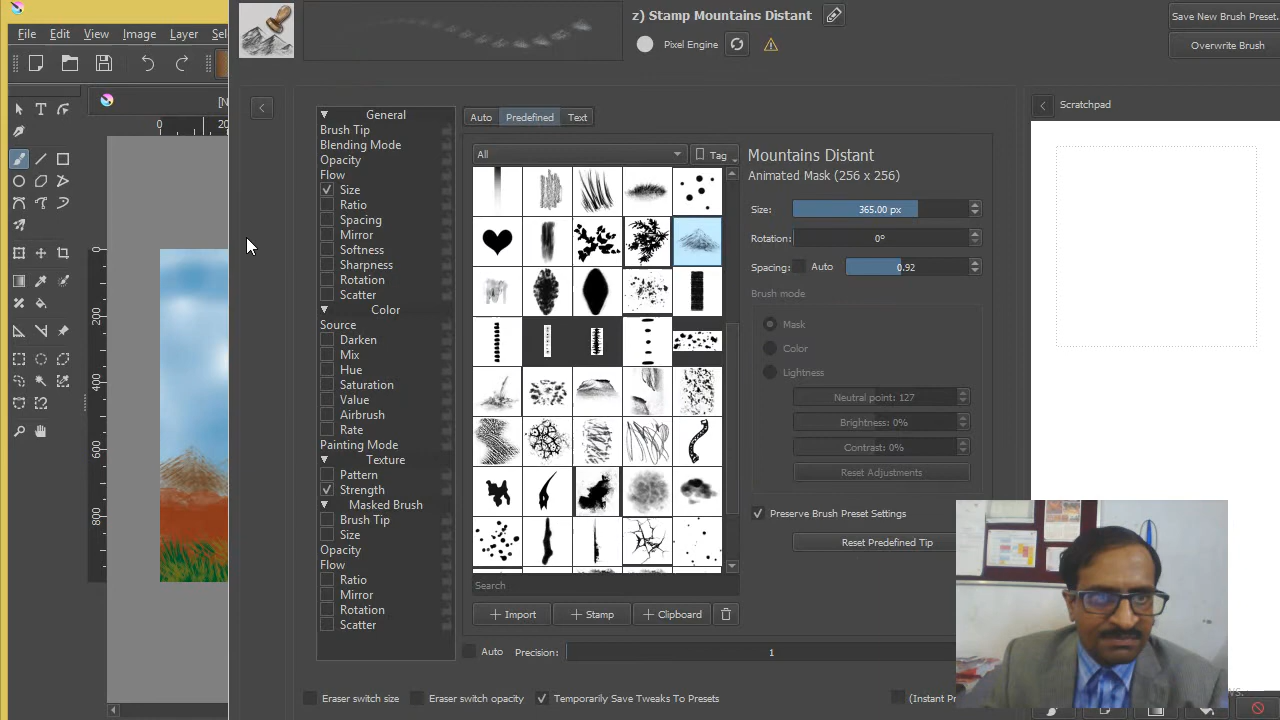 z) Stamp Mountains Distant
Save New Brush Preset
Pixel Engine
Overwrite Brush
File Edit View Image Layer
Scratchpad
0
General
Auto Predefined Text
Brush Tip
Blending Mode
Opacity
Flow
Size
Ratio
Spacing
Mirror
Softness
Sharpness
Rotation
Scatter
Color
Source
Darken
Mix
Hue
Saturation
Value
Airbrush
Rate
Painting Mode
Texture
Pattern
Strength
Masked Brush
Brush Tip
Size
Opacity
Flow
Ratio
Mirror
Rotation
Scatter
All
Tag
Mountains Distant
Animated Mask (256 x 256)
Size: 365.00 px
Rotation: 0°
Spacing: Auto 0.92
Brush mode
Mask
Color
Lightness
Neutral point: 127
Brightness: 0%
Contrast: 0%
Reset Adjustments
Preserve Brush Preset Settings
Reset Predefined Tip
Search
Import Stamp Clipboard
Auto Precision: 1
Eraser switch size Eraser switch opacity Temporarily Save Tweaks To Presets (Instant P
0
200
400
600
800